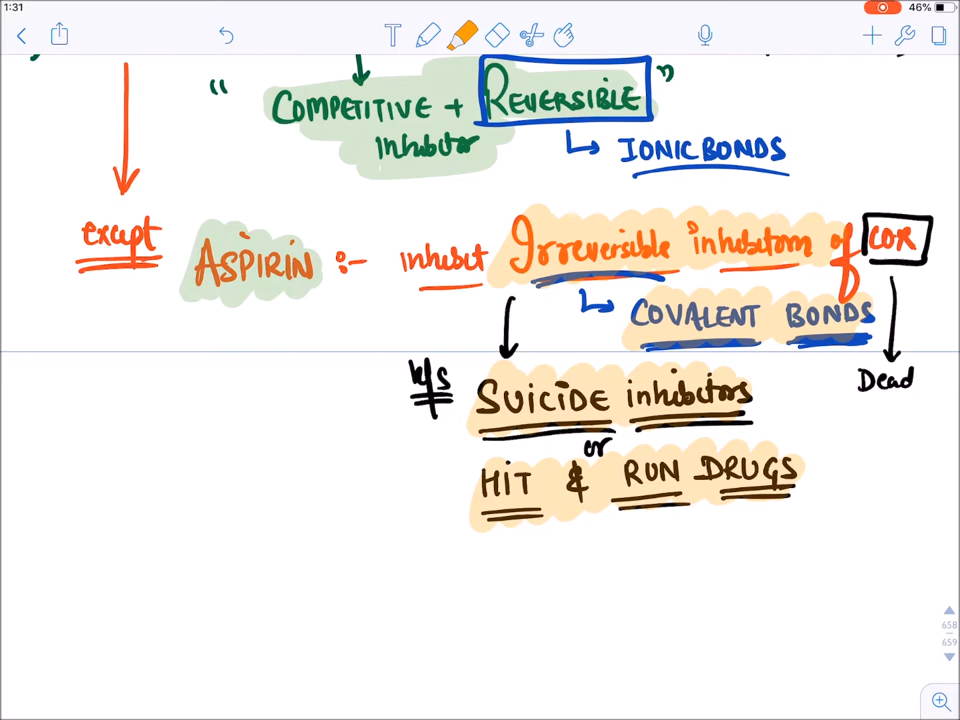 1:31
46%
T
" COMPETITIVE + REVERSIBLE "
Inhibitor
IONIC BONDS
except ASPIRIN :- inhibit Irreversible inhibitors of COX
COVALENT BONDS
Dead
k/s SUICIDE inhibitors
or
HIT & RUN DRUGS
658
659